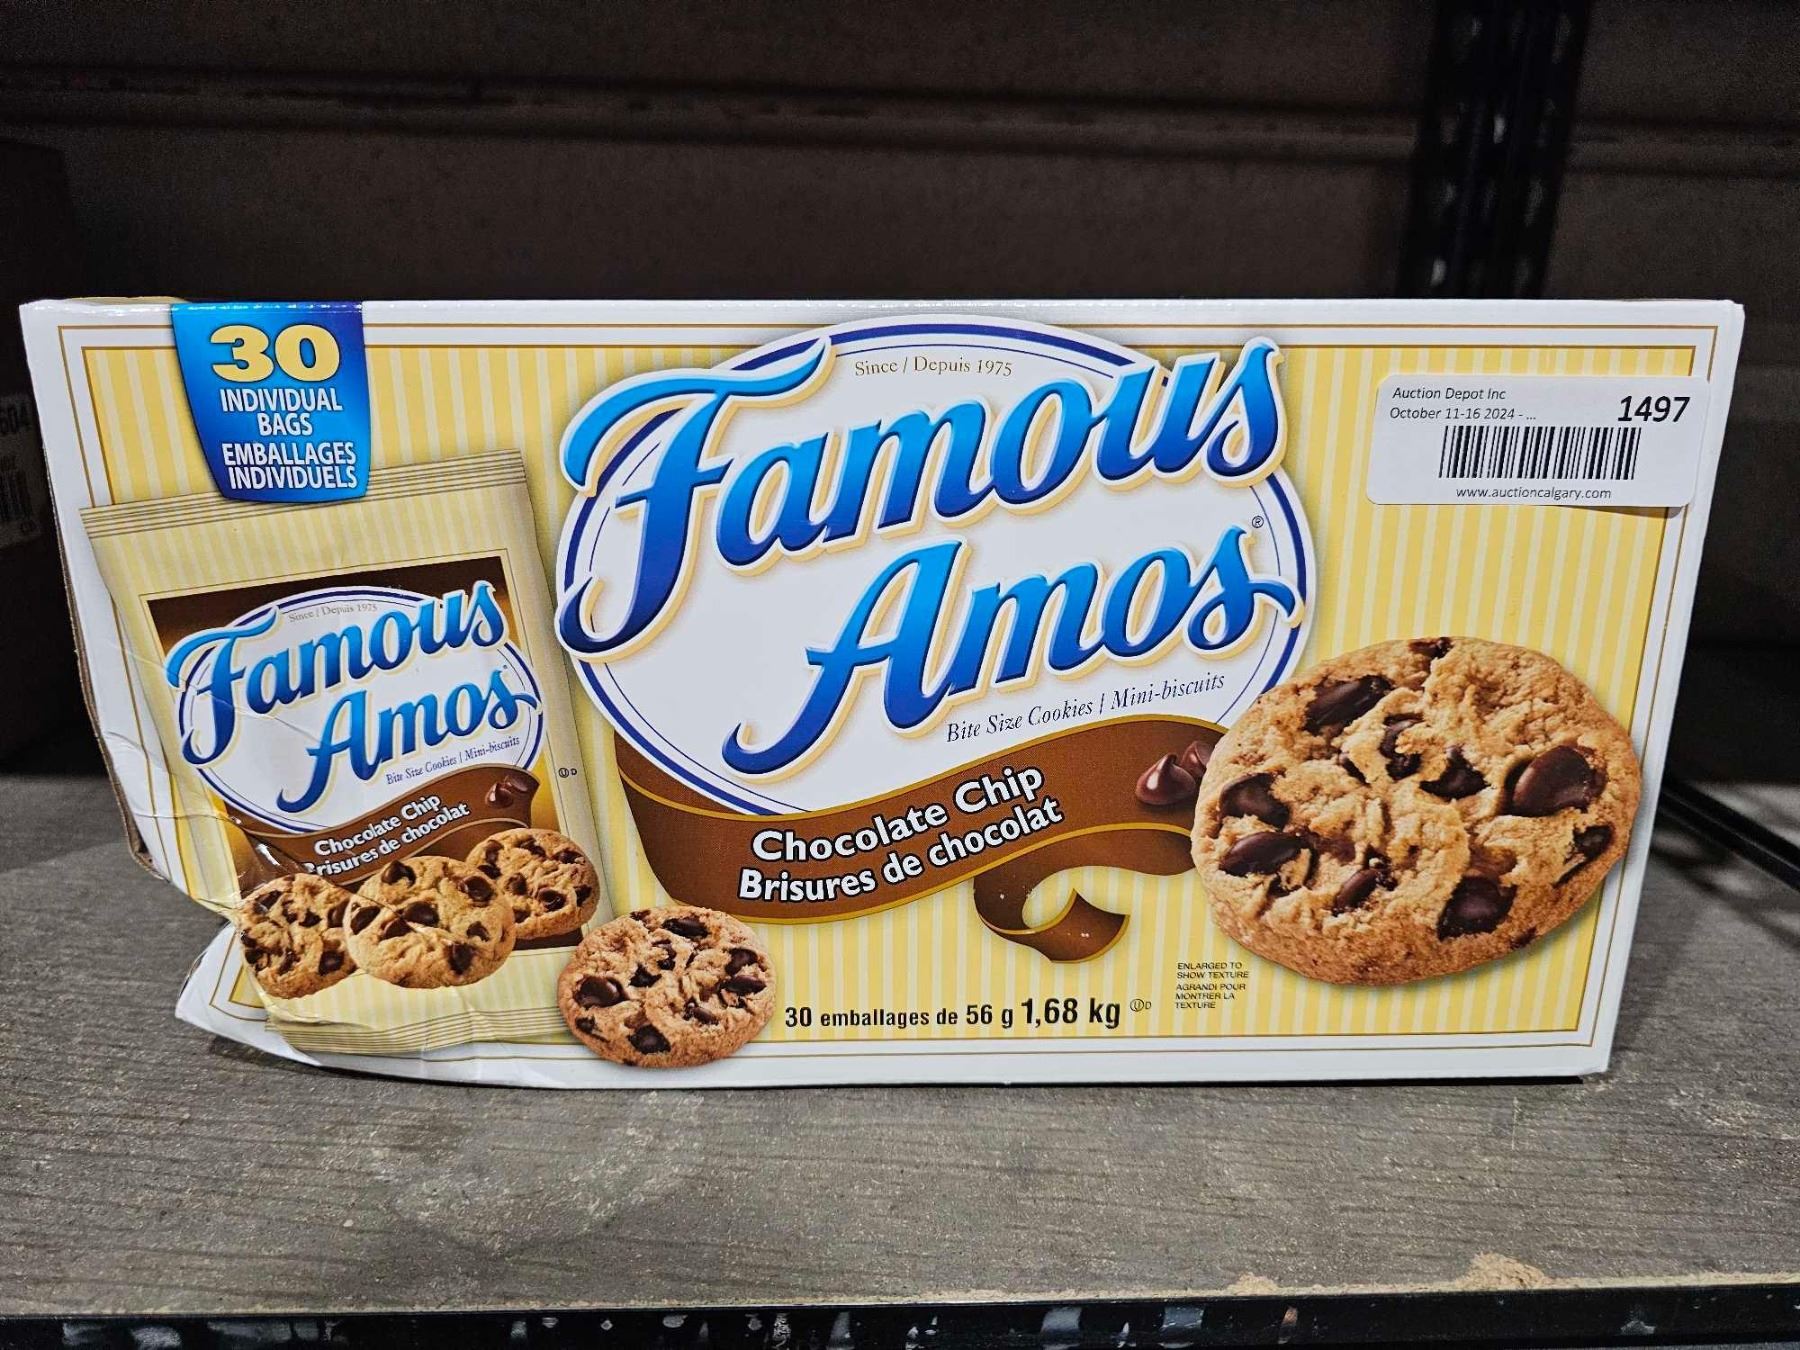 30
INDIVIDUAL
BAGS
EMBALLAGES
INDIVIDUELS
Since / Depuis 1975
Famous
Amos
®
Bite Size Cookies | Mini-biscuits
Chocolate Chip
Brisures de chocolat
Auction Depot Inc
October 11-16 2024 - ...
1497
www.auctioncalgary.com
Since / Depuis 1975
Famous
Amos
Bite Size Cookies | Mini-biscuits
Chocolate Chip
Brisures de chocolat
U D
ENLARGED TO
SHOW TEXTURE
AGRANDI POUR
MONTRER LA
TEXTURE
30 emballages de 56 g 1,68 kg U D